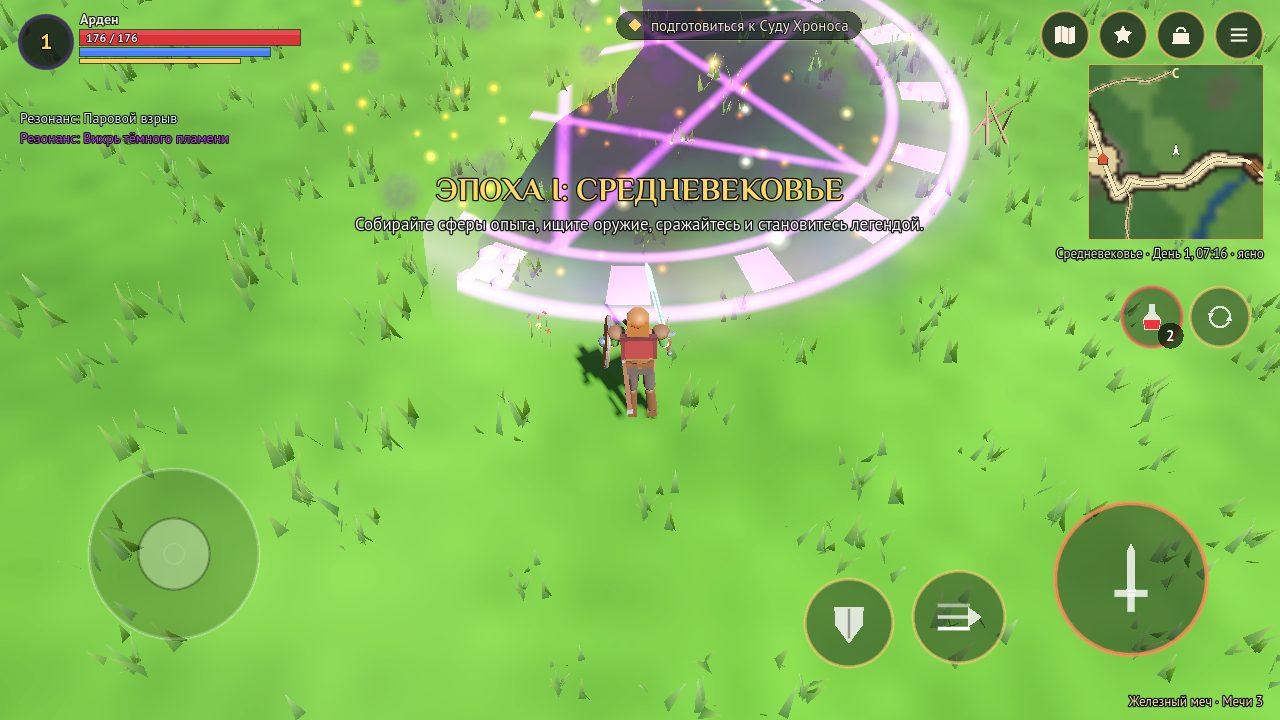 Арден
1
176 / 176
подготовиться к Суду Хроноса
С
Резонанс: Паровой взрыв
Резонанс: Вихрь тёмного пламени
ЭПОХА I: СРЕДНЕВЕКОВЬЕ
Собирайте сферы опыта, ищите оружие, сражайтесь и становитесь легендой.
Средневековье · День 1, 07:16 · ясно
2
Железный меч · Мечи 3